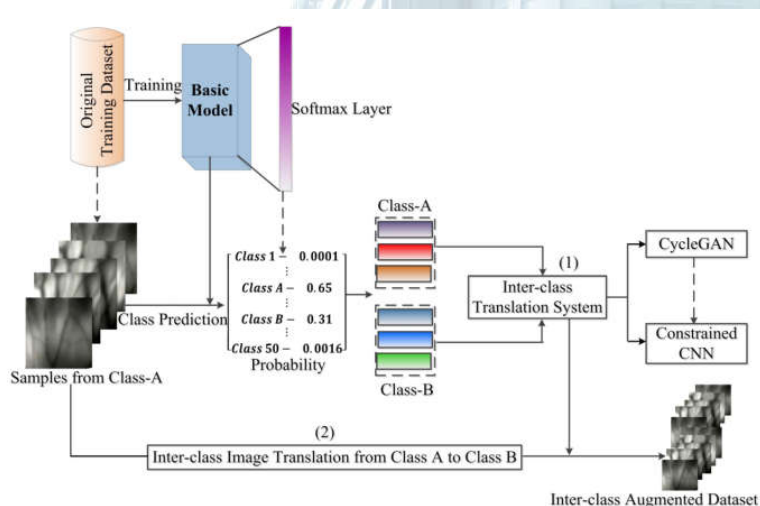 Original
Training Dataset
Training
Basic
Model
Softmax Layer
Class 1 − 0.0001
⋮
Class A − 0.65
Class B − 0.31
⋮
Class 50 − 0.0016
Probability
Class Prediction
Samples from Class-A
Class-A
Class-B
(1)
Inter-class
Translation System
CycleGAN
Constrained
CNN
(2)
Inter-class Image Translation from Class A to Class B
Inter-class Augmented Dataset